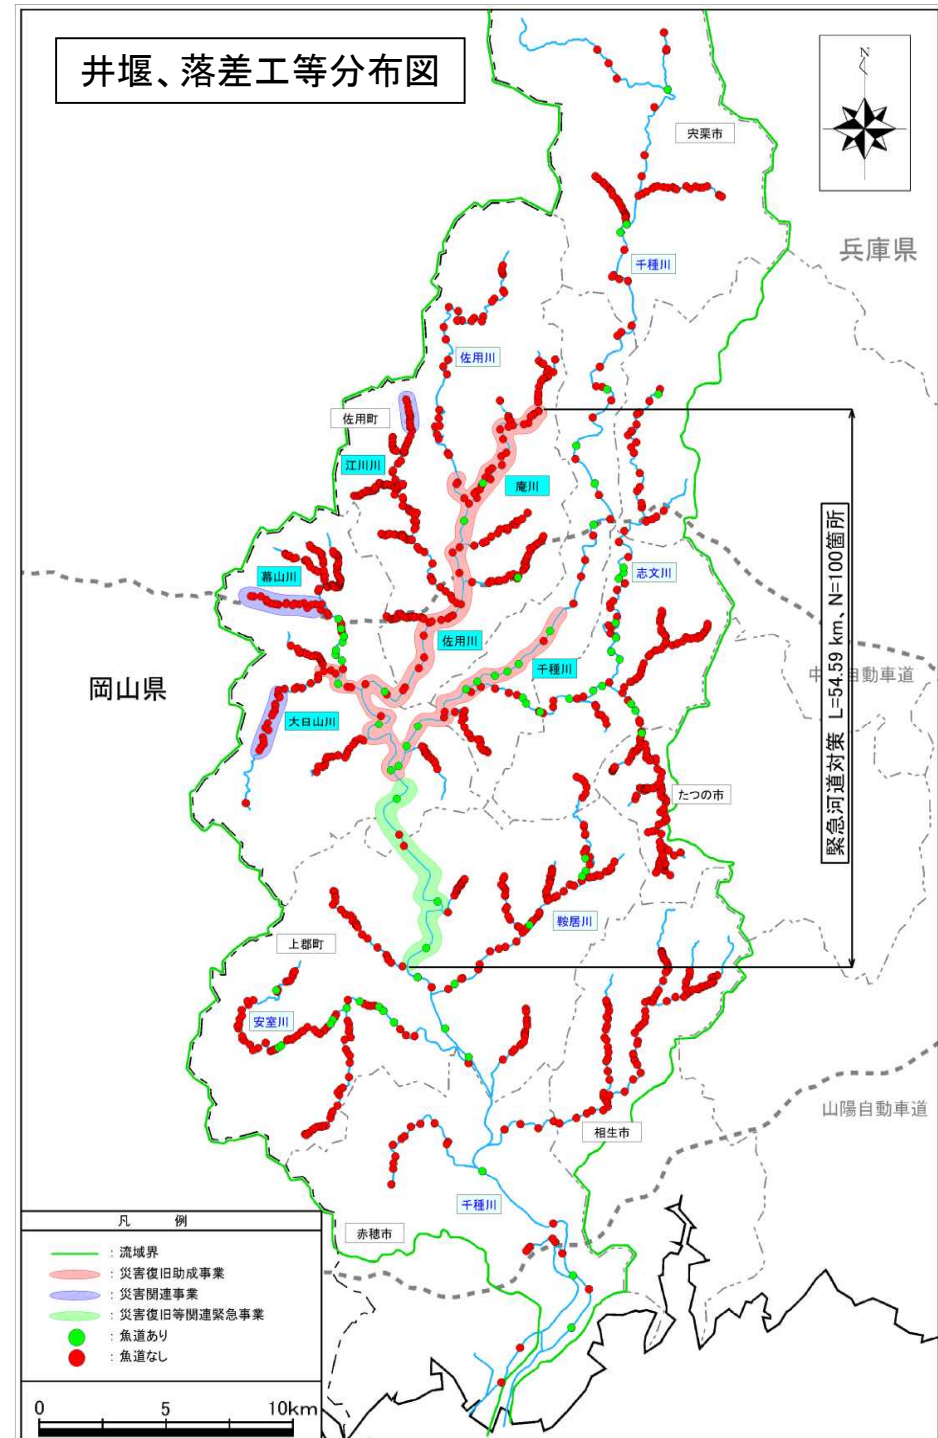 井堰、落差工等分布図
N
宍栗市
兵庫県
千種川
佐用川
佐用町
江川川
庵川
緊急河道対策 L=54.59 km、N=100箇所
志文川
幕山川
佐用川
千種川
岡山県
中
自動車道
大日山川
たつの市
鞍居川
上郡町
安室川
山陽自動車道
相生市
千種川
赤穂市
凡 例
：流域界
：災害復旧助成事業
：災害関連事業
：災害復旧等関連緊急事業
：魚道あり
：魚道なし
0 5 10km